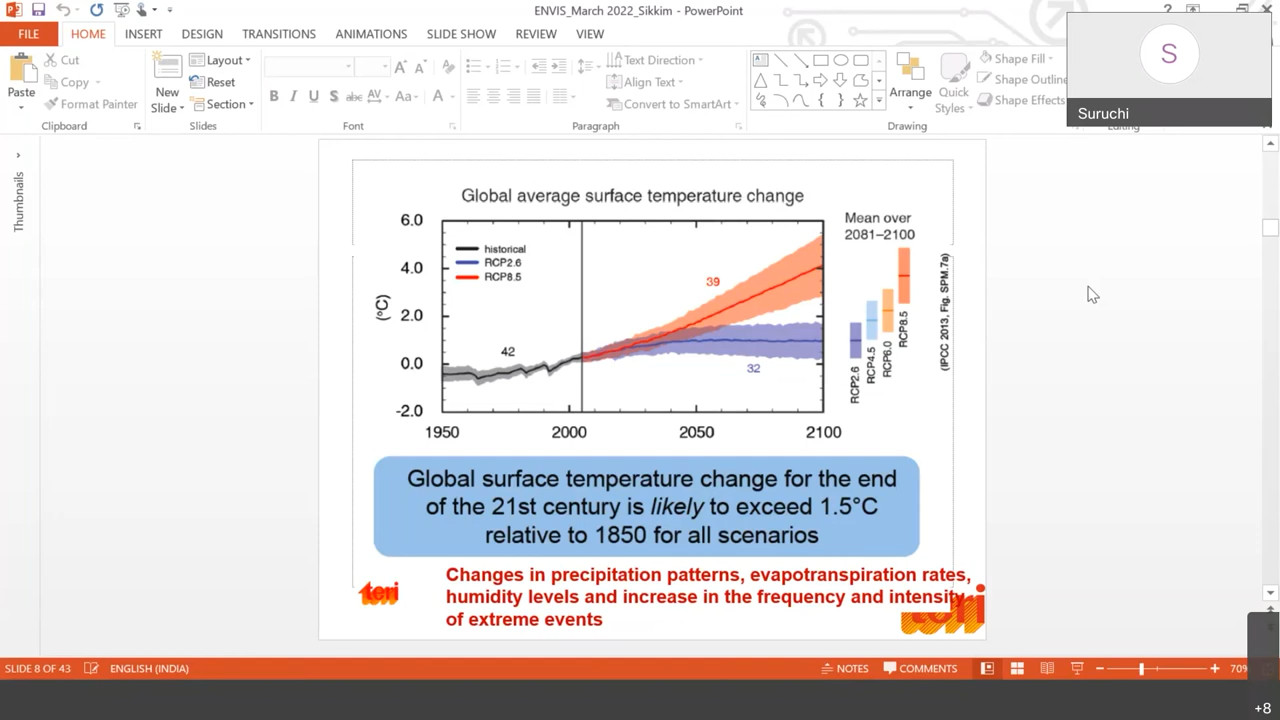 ENVIS_March 2022_Sikkim - PowerPoint
?
FILE
HOME
INSERT
DESIGN
TRANSITIONS
ANIMATIONS
SLIDE SHOW
REVIEW
VIEW
Paste
Cut
Copy
Format Painter
Clipboard
New
Slide
Layout
Reset
Section
Slides
B I U S abc AV Aa A
Font
Text Direction
Align Text
Convert to SmartArt
Paragraph
Arrange
Quick
Styles
Shape Fill
Shape Outline
Shape Effects
Drawing
Editing
S
Suruchi
Thumbnails
Global average surface temperature change
6.0
4.0
2.0
0.0
-2.0
(°C)
historical
RCP2.6
RCP8.5
42
39
32
1950
2000
2050
2100
Mean over
2081–2100
RCP2.6
RCP4.5
RCP6.0
RCP8.5
(IPCC 2013, Fig. SPM.7a)
Global surface temperature change for the end
of the 21st century is likely to exceed 1.5°C
relative to 1850 for all scenarios
Changes in precipitation patterns, evapotranspiration rates,
humidity levels and increase in the frequency and intensity
of extreme events
teri
teri
SLIDE 8 OF 43
ENGLISH (INDIA)
NOTES
COMMENTS
70%
+8